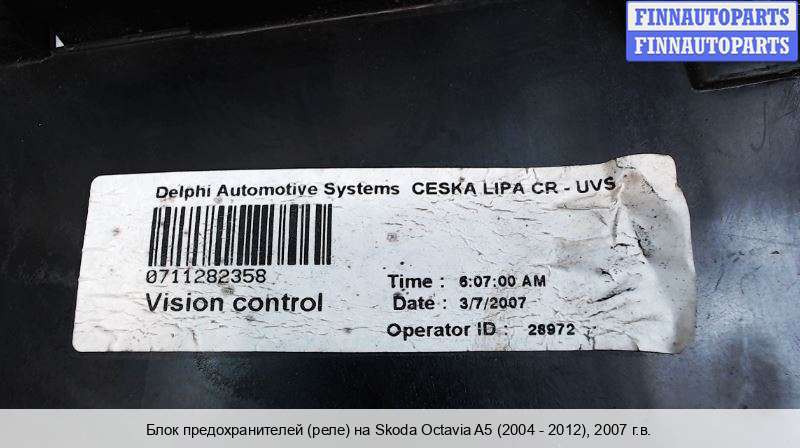 FINNAUTOPARTS
FINNAUTOPARTS
Delphi Automotive Systems CESKA LIPA CR - UVS
0711282358
Vision control
Time : 6:07:00 AM
Date : 3/7/2007
Operator ID : 28972
Блок предохранителей (реле) на Skoda Octavia A5 (2004 - 2012), 2007 г.в.